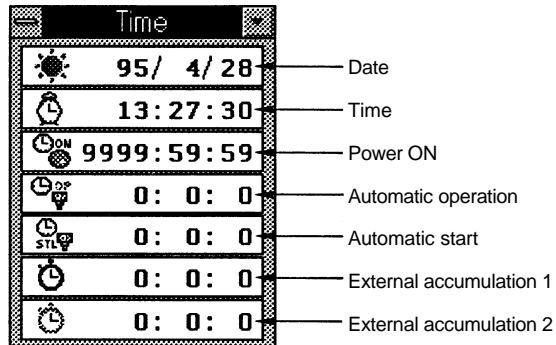 Time
95/ 4/28 Date
13:27:30 Time
ON 9999:59:59 Power ON
OP 0: 0: 0 Automatic operation
STL OP 0: 0: 0 Automatic start
0: 0: 0 External accumulation 1
0: 0: 0 External accumulation 2